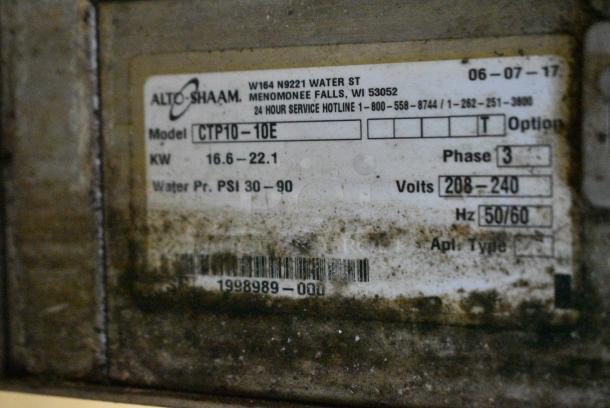 ALTO-SHAAM.
W164 N9221 WATER ST
MENOMONEE FALLS, WI 53052
06-07-17
24 HOUR SERVICE HOTLINE 1-800-558-8744 / 1-262-251-3800
Model CTP10-10E T Option
KW 16.6-22.1 Phase 3
Water Pr. PSI 30-90 Volts 208-240
Hz 50/60
Apl. Type
1998989-000